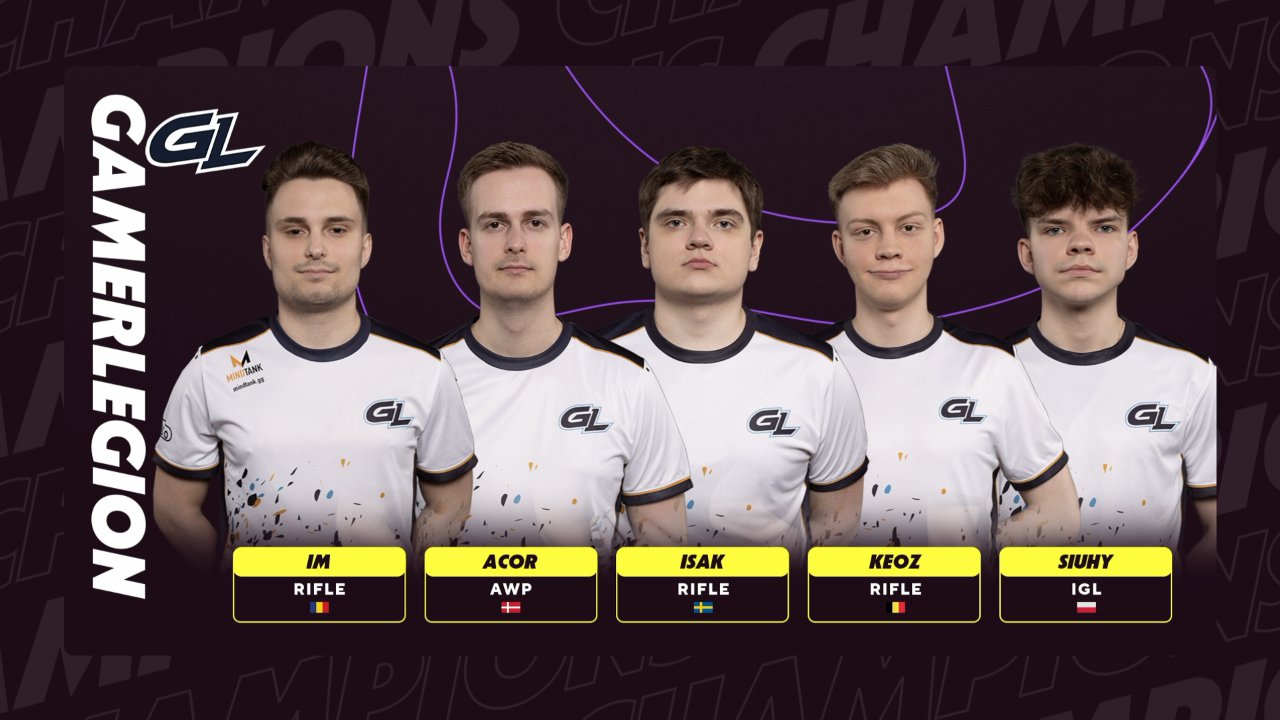 CHAMPIONS
GAMERLEGION
GL
MINDTANK
mindtank.gg
GL
GL
GL
GL
GL
IM
RIFLE
ACOR
AWP
ISAK
RIFLE
KEOZ
RIFLE
SIUHY
IGL